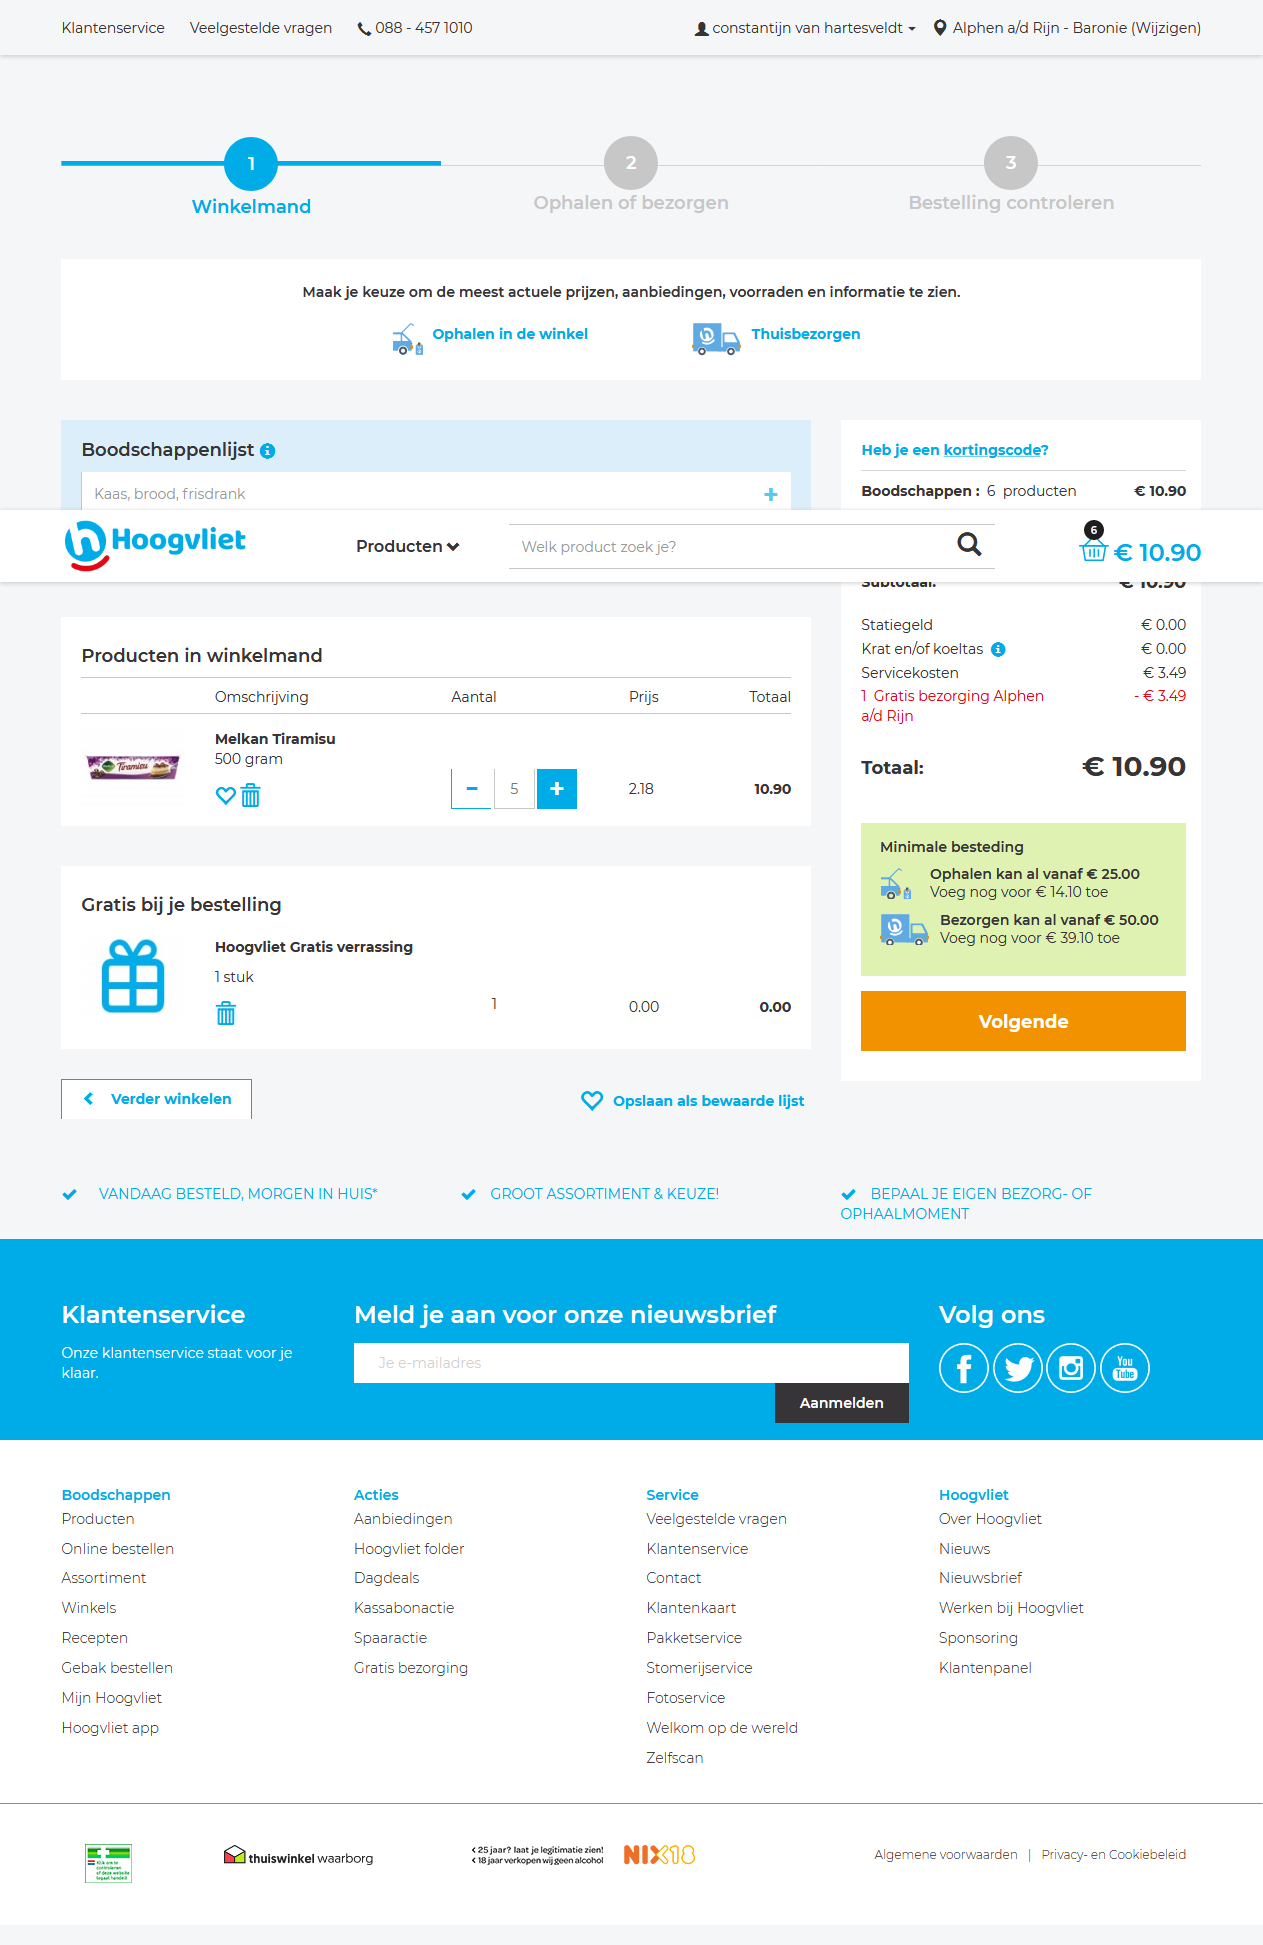 Klantenservice
Veelgestelde vragen
088 - 457 1010
constantijn van hartesveldt
Alphen a/d Rijn - Baronie (Wijzigen)
1
2
3
Winkelmand
Ophalen of bezorgen
Bestelling controleren
Maak je keuze om de meest actuele prijzen, aanbiedingen, voorraden en informatie te zien.
Ophalen in de winkel
Thuisbezorgen
Boodschappenlijst
Kaas, brood, frisdrank
+
Heb je een kortingscode?
Boodschappen : 6 producten € 10.90
Hoogvliet
Producten
Welk product zoek je?
6
€ 10.90
Subtotaal: € 10.90
Statiegeld € 0.00
Krat en/of koeltas € 0.00
Servicekosten € 3.49
1 Gratis bezorging Alphen - € 3.49
a/d Rijn
Totaal: € 10.90
Producten in winkelmand
Omschrijving Aantal Prijs Totaal
Melkan Tiramisu
500 gram
Tiramisu
- 5 + 2.18 10.90
Gratis bij je bestelling
Hoogvliet Gratis verrassing
1 stuk
1 0.00 0.00
Minimale besteding
Ophalen kan al vanaf € 25.00
Voeg nog voor € 14.10 toe
Bezorgen kan al vanaf € 50.00
Voeg nog voor € 39.10 toe
Volgende
Verder winkelen
Opslaan als bewaarde lijst
VANDAAG BESTELD, MORGEN IN HUIS*
GROOT ASSORTIMENT & KEUZE!
BEPAAL JE EIGEN BEZORG- OF
OPHAALMOMENT
Klantenservice
Onze klantenservice staat voor je
klaar.
Meld je aan voor onze nieuwsbrief
Je e-mailadres
Aanmelden
Volg ons
You
Tube
Boodschappen
Producten
Online bestellen
Assortiment
Winkels
Recepten
Gebak bestellen
Mijn Hoogvliet
Hoogvliet app
Acties
Aanbiedingen
Hoogvliet folder
Dagdeals
Kassabonactie
Spaaractie
Gratis bezorging
Service
Veelgestelde vragen
Klantenservice
Contact
Klantenkaart
Pakketservice
Stomerijservice
Fotoservice
Welkom op de wereld
Zelfscan
Hoogvliet
Over Hoogvliet
Nieuws
Nieuwsbrief
Werken bij Hoogvliet
Sponsoring
Klantenpanel
Klik om te
controleren
of deze website
legaal handelt
thuiswinkel waarborg
< 25 jaar? laat je legitimatie zien!
< 18 jaar verkopen wij geen alcohol
NIX18
Algemene voorwaarden | Privacy- en Cookiebeleid